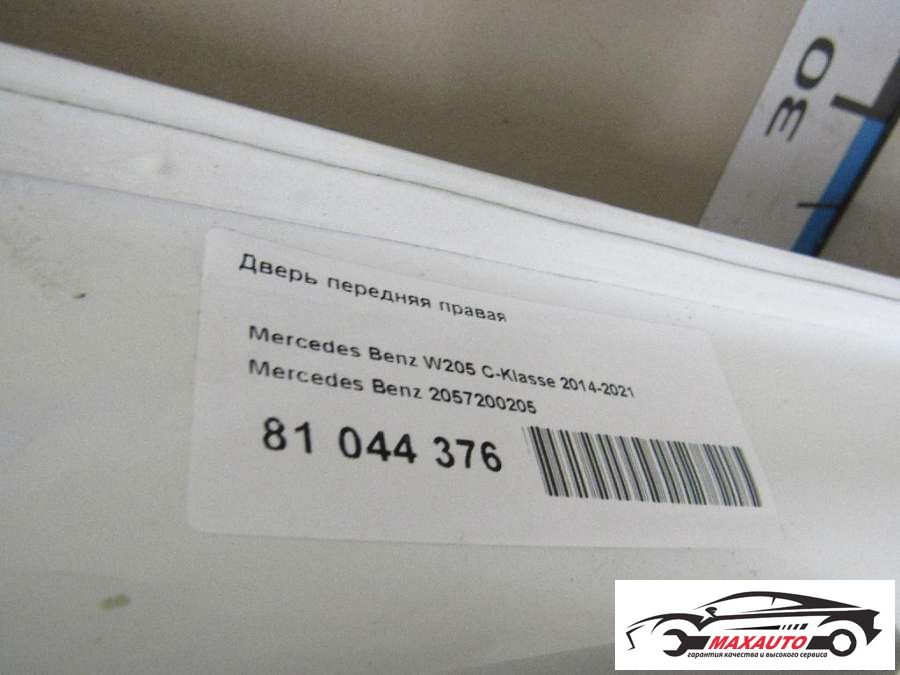 30
Дверь передняя правая
Mercedes Benz W205 C-Klasse 2014-2021
Mercedes Benz 2057200205
81 044 376
MAXAUTO
гарантия качества и высокого сервиса